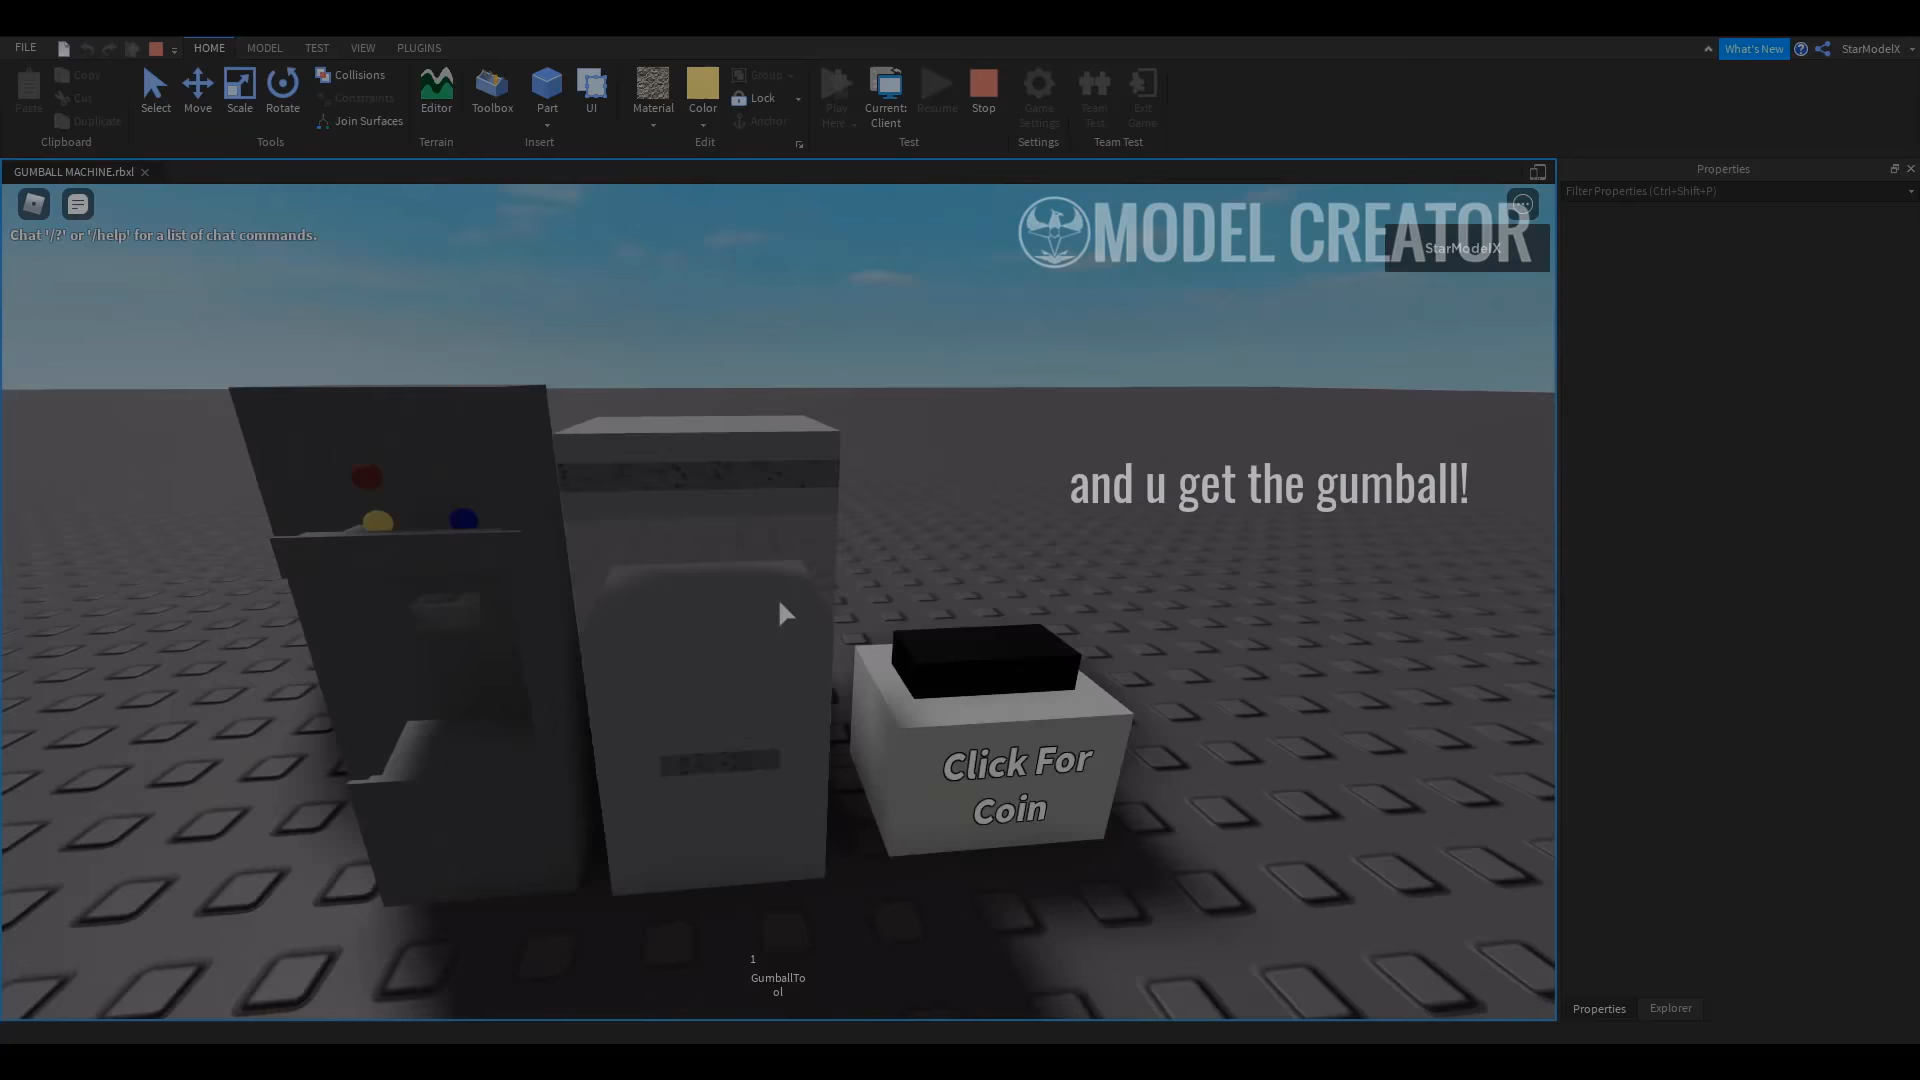 FILE HOME MODEL TEST VIEW PLUGINS What's New StarModelX
Paste Copy Cut Duplicate Select Move Scale Rotate Collisions Constraints Join Surfaces Editor Toolbox Part UI Material Color Group Lock Anchor Play Here Current: Client Resume Stop Game Settings Team Test Exit Game
Clipboard Tools Terrain Insert Edit Test Settings Team Test
GUMBALL MACHINE.rbxl
Properties
Filter Properties (Ctrl+Shift+P)
Chat '/?' or '/help' for a list of chat commands.
MODEL CREATOR
StarModelX
and u get the gumball!
Click For
Coin
1
GumballTo
ol
Properties Explorer